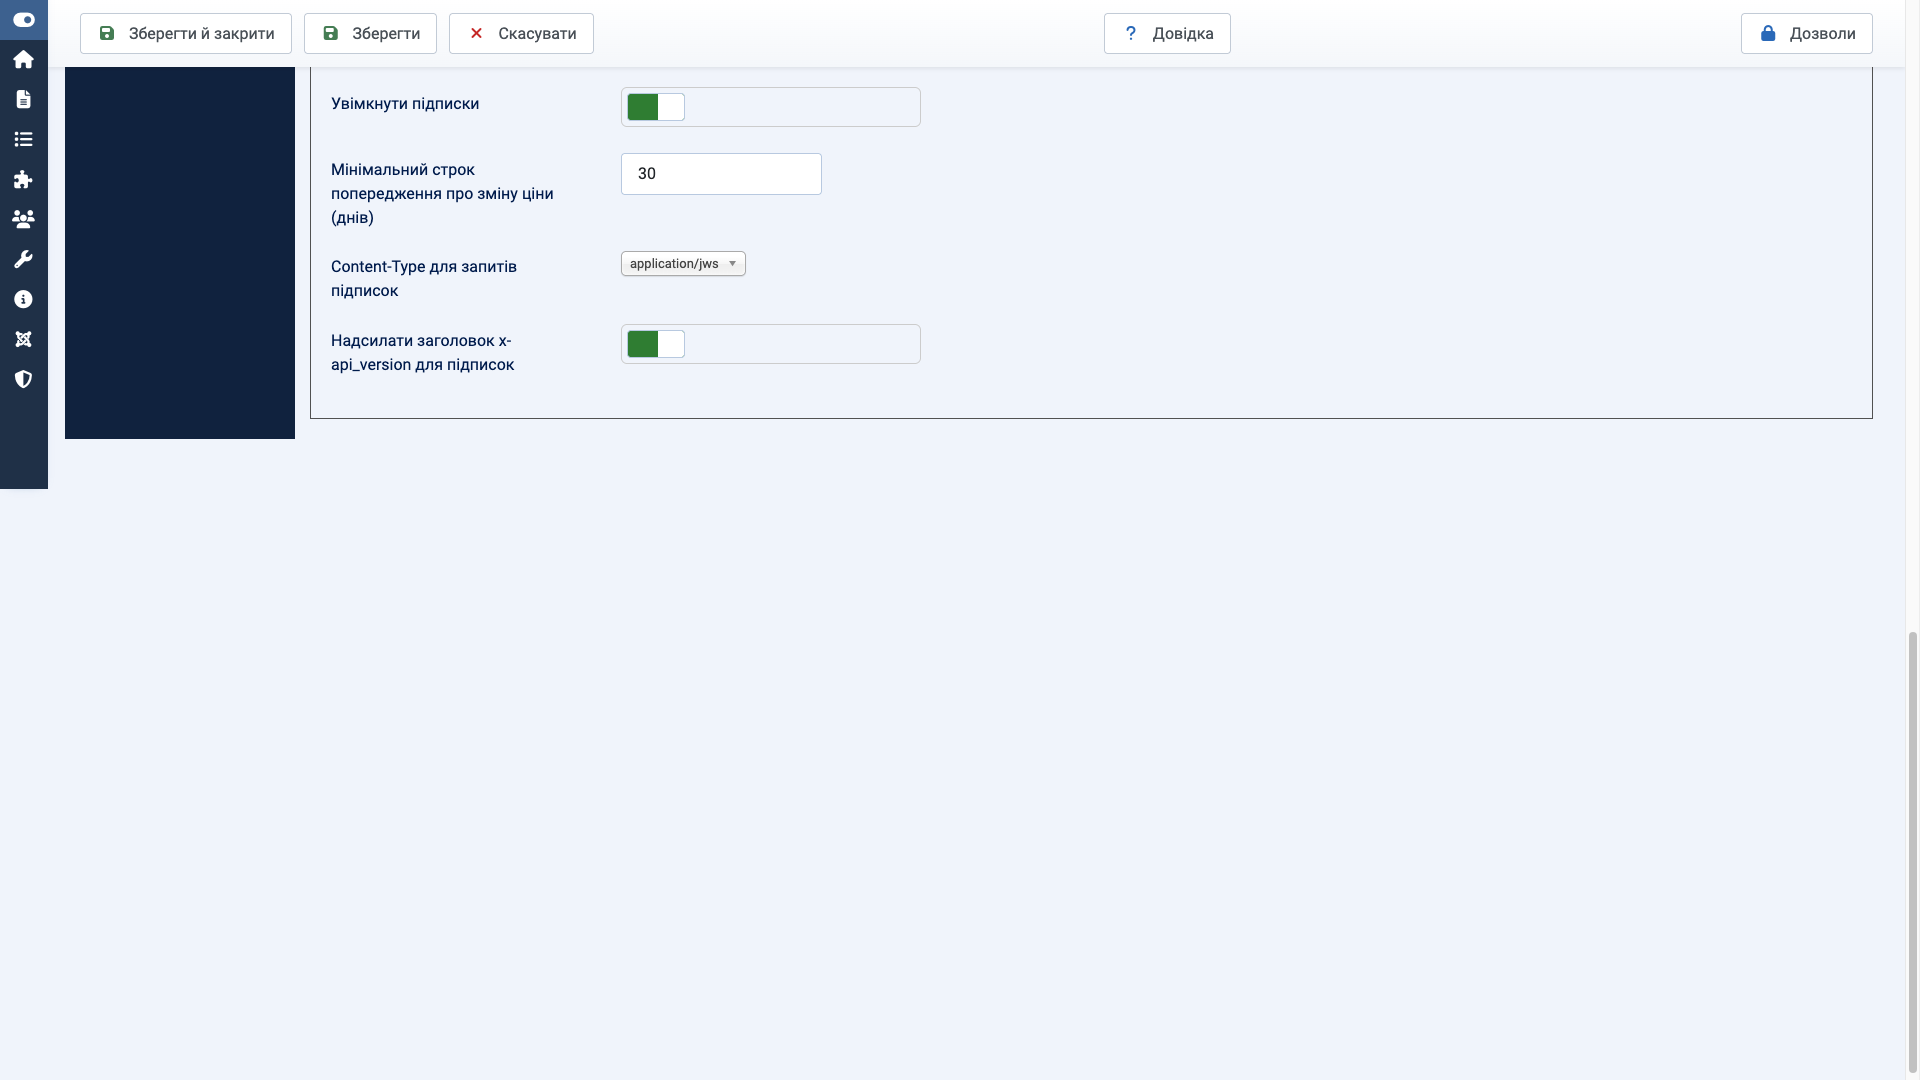 Зберегти й закрити
Зберегти
Скасувати
? Довідка
Дозволи
Увімкнути підписки
Мінімальний строк
попередження про зміну ціни
(днів)
30
Content-Type для запитів
підписок
application/jws
Надсилати заголовок x-
api_version для підписок